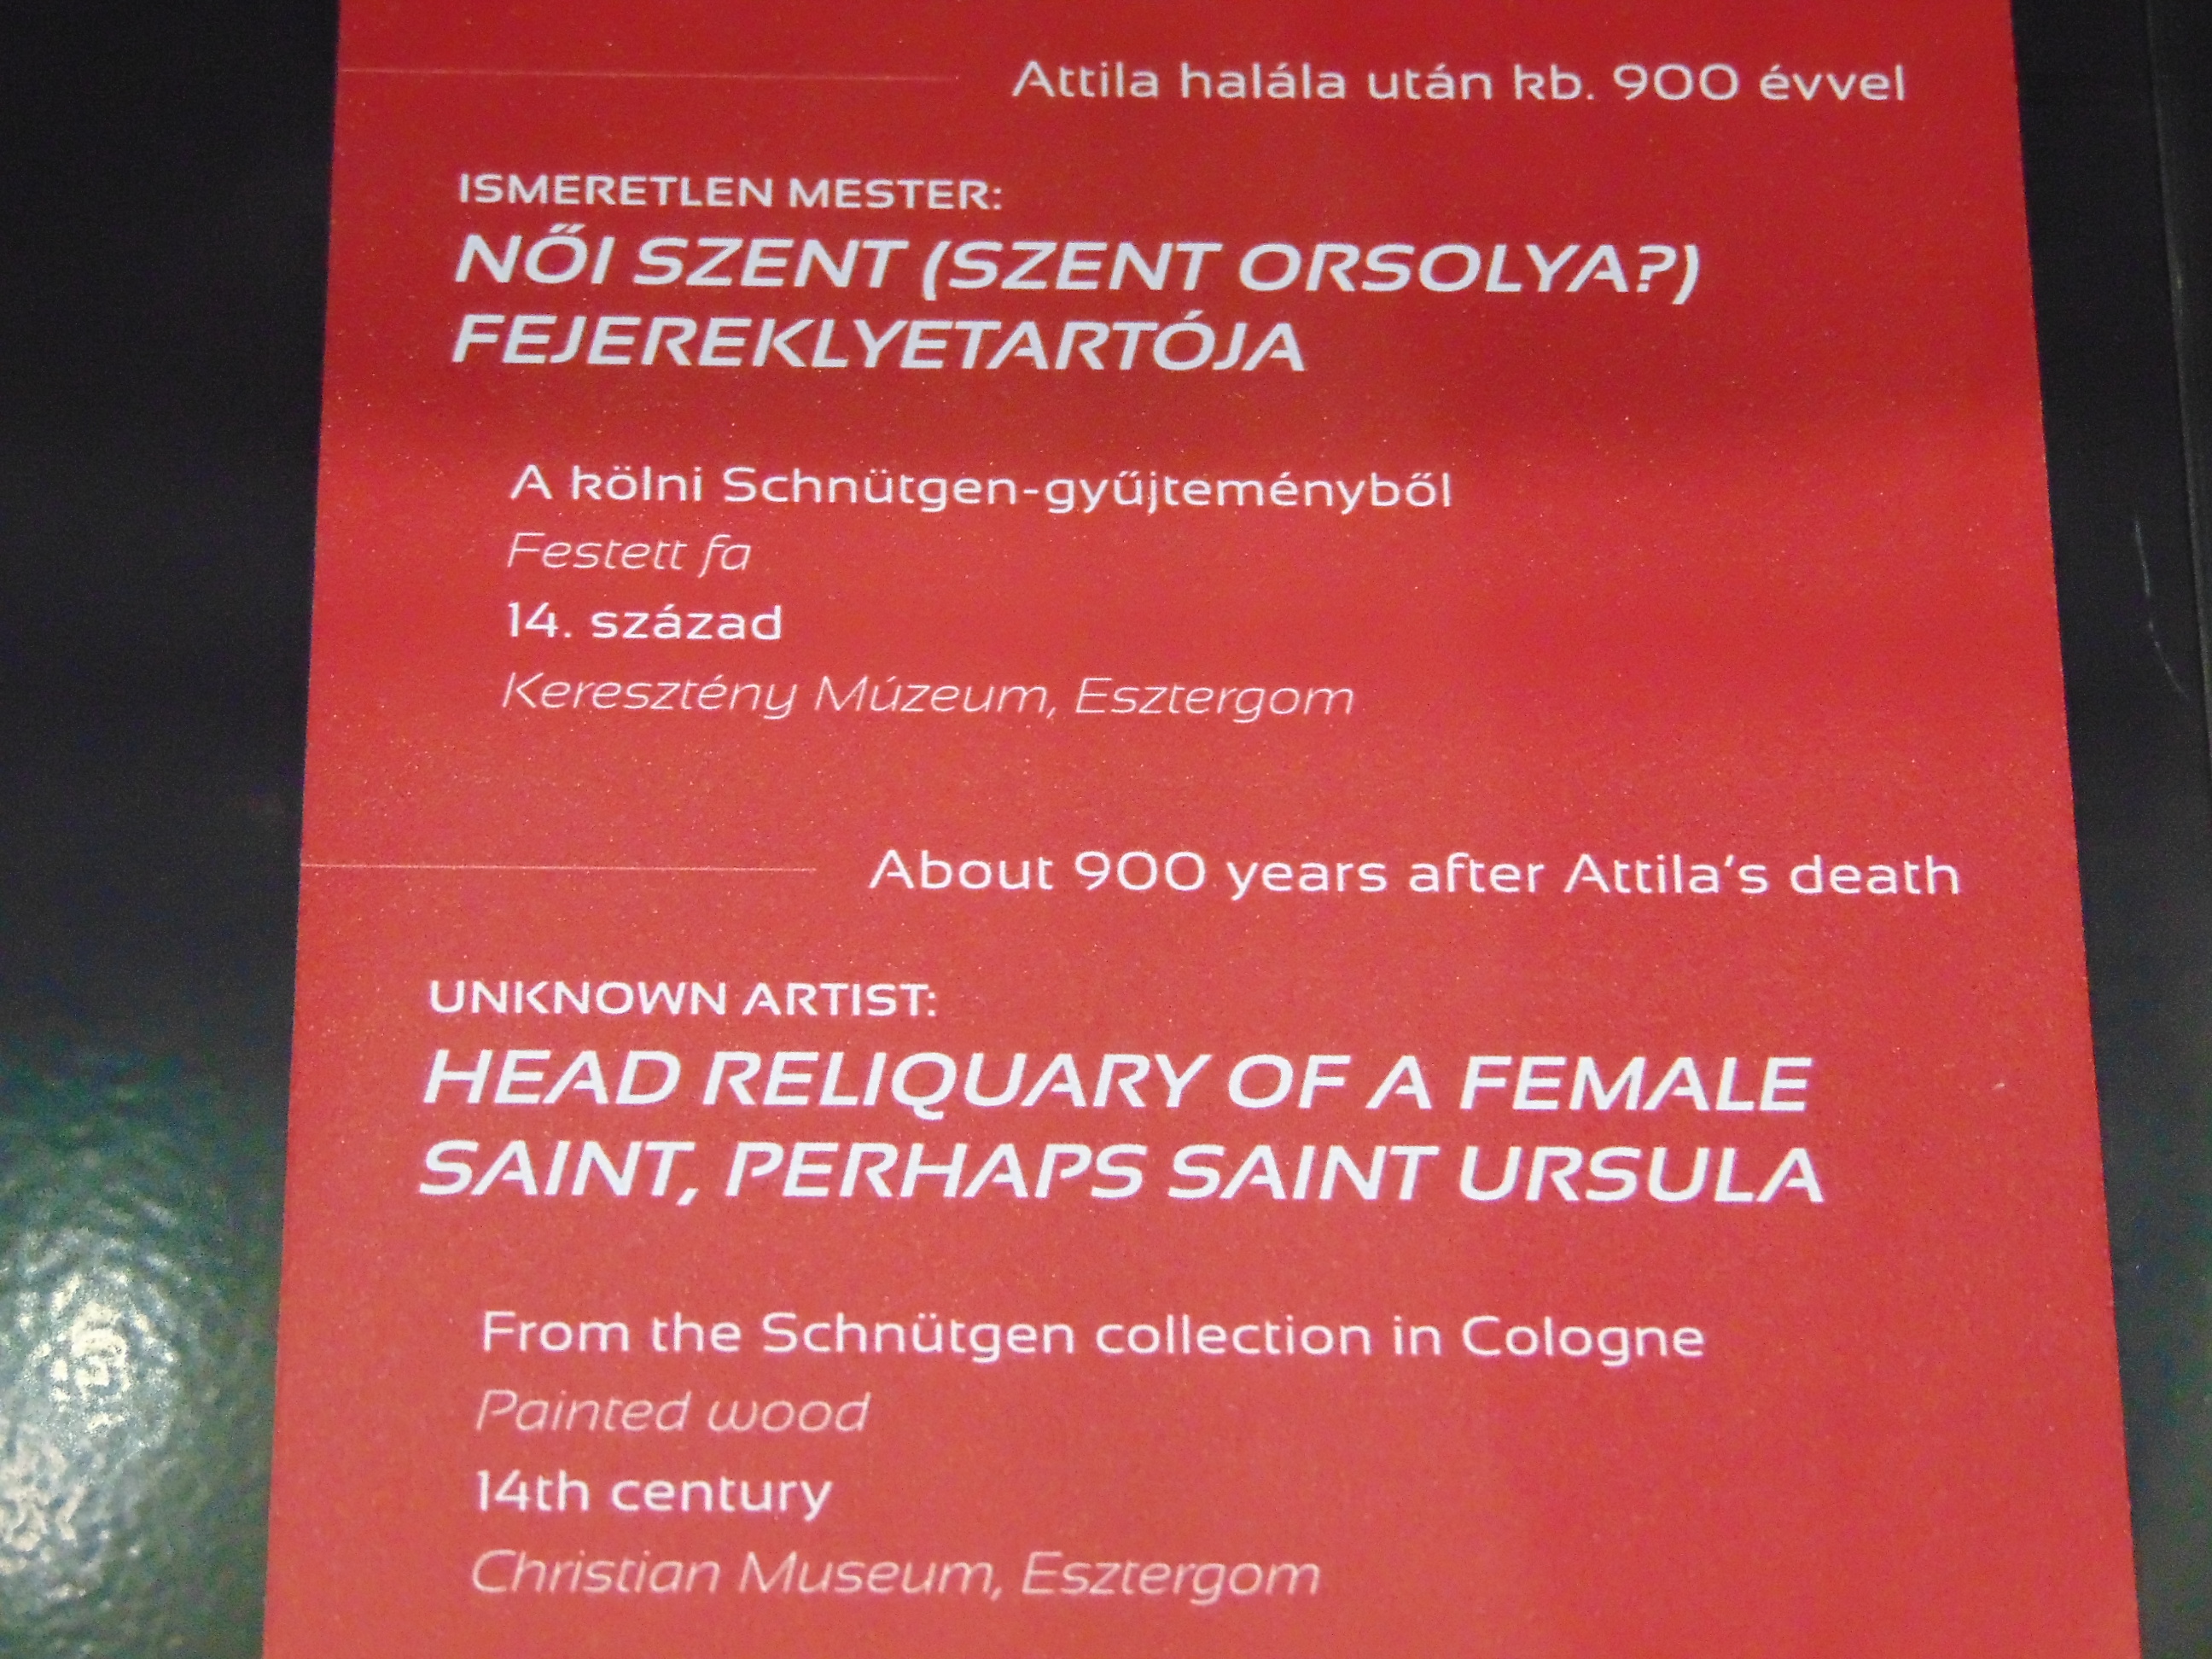 Attila halála után kb. 900 évvel
ISMERETLEN MESTER:
NŐI SZENT (SZENT ORSOLYA?)
FEJEREKLYETARTÓJA
A kölni Schnütgen-gyűjteményből
Festett fa
14. század
Keresztény Múzeum, Esztergom
About 900 years after Attila's death
UNKNOWN ARTIST:
HEAD RELIQUARY OF A FEMALE
SAINT, PERHAPS SAINT URSULA
From the Schnütgen collection in Cologne
Painted wood
14th century
Christian Museum, Esztergom